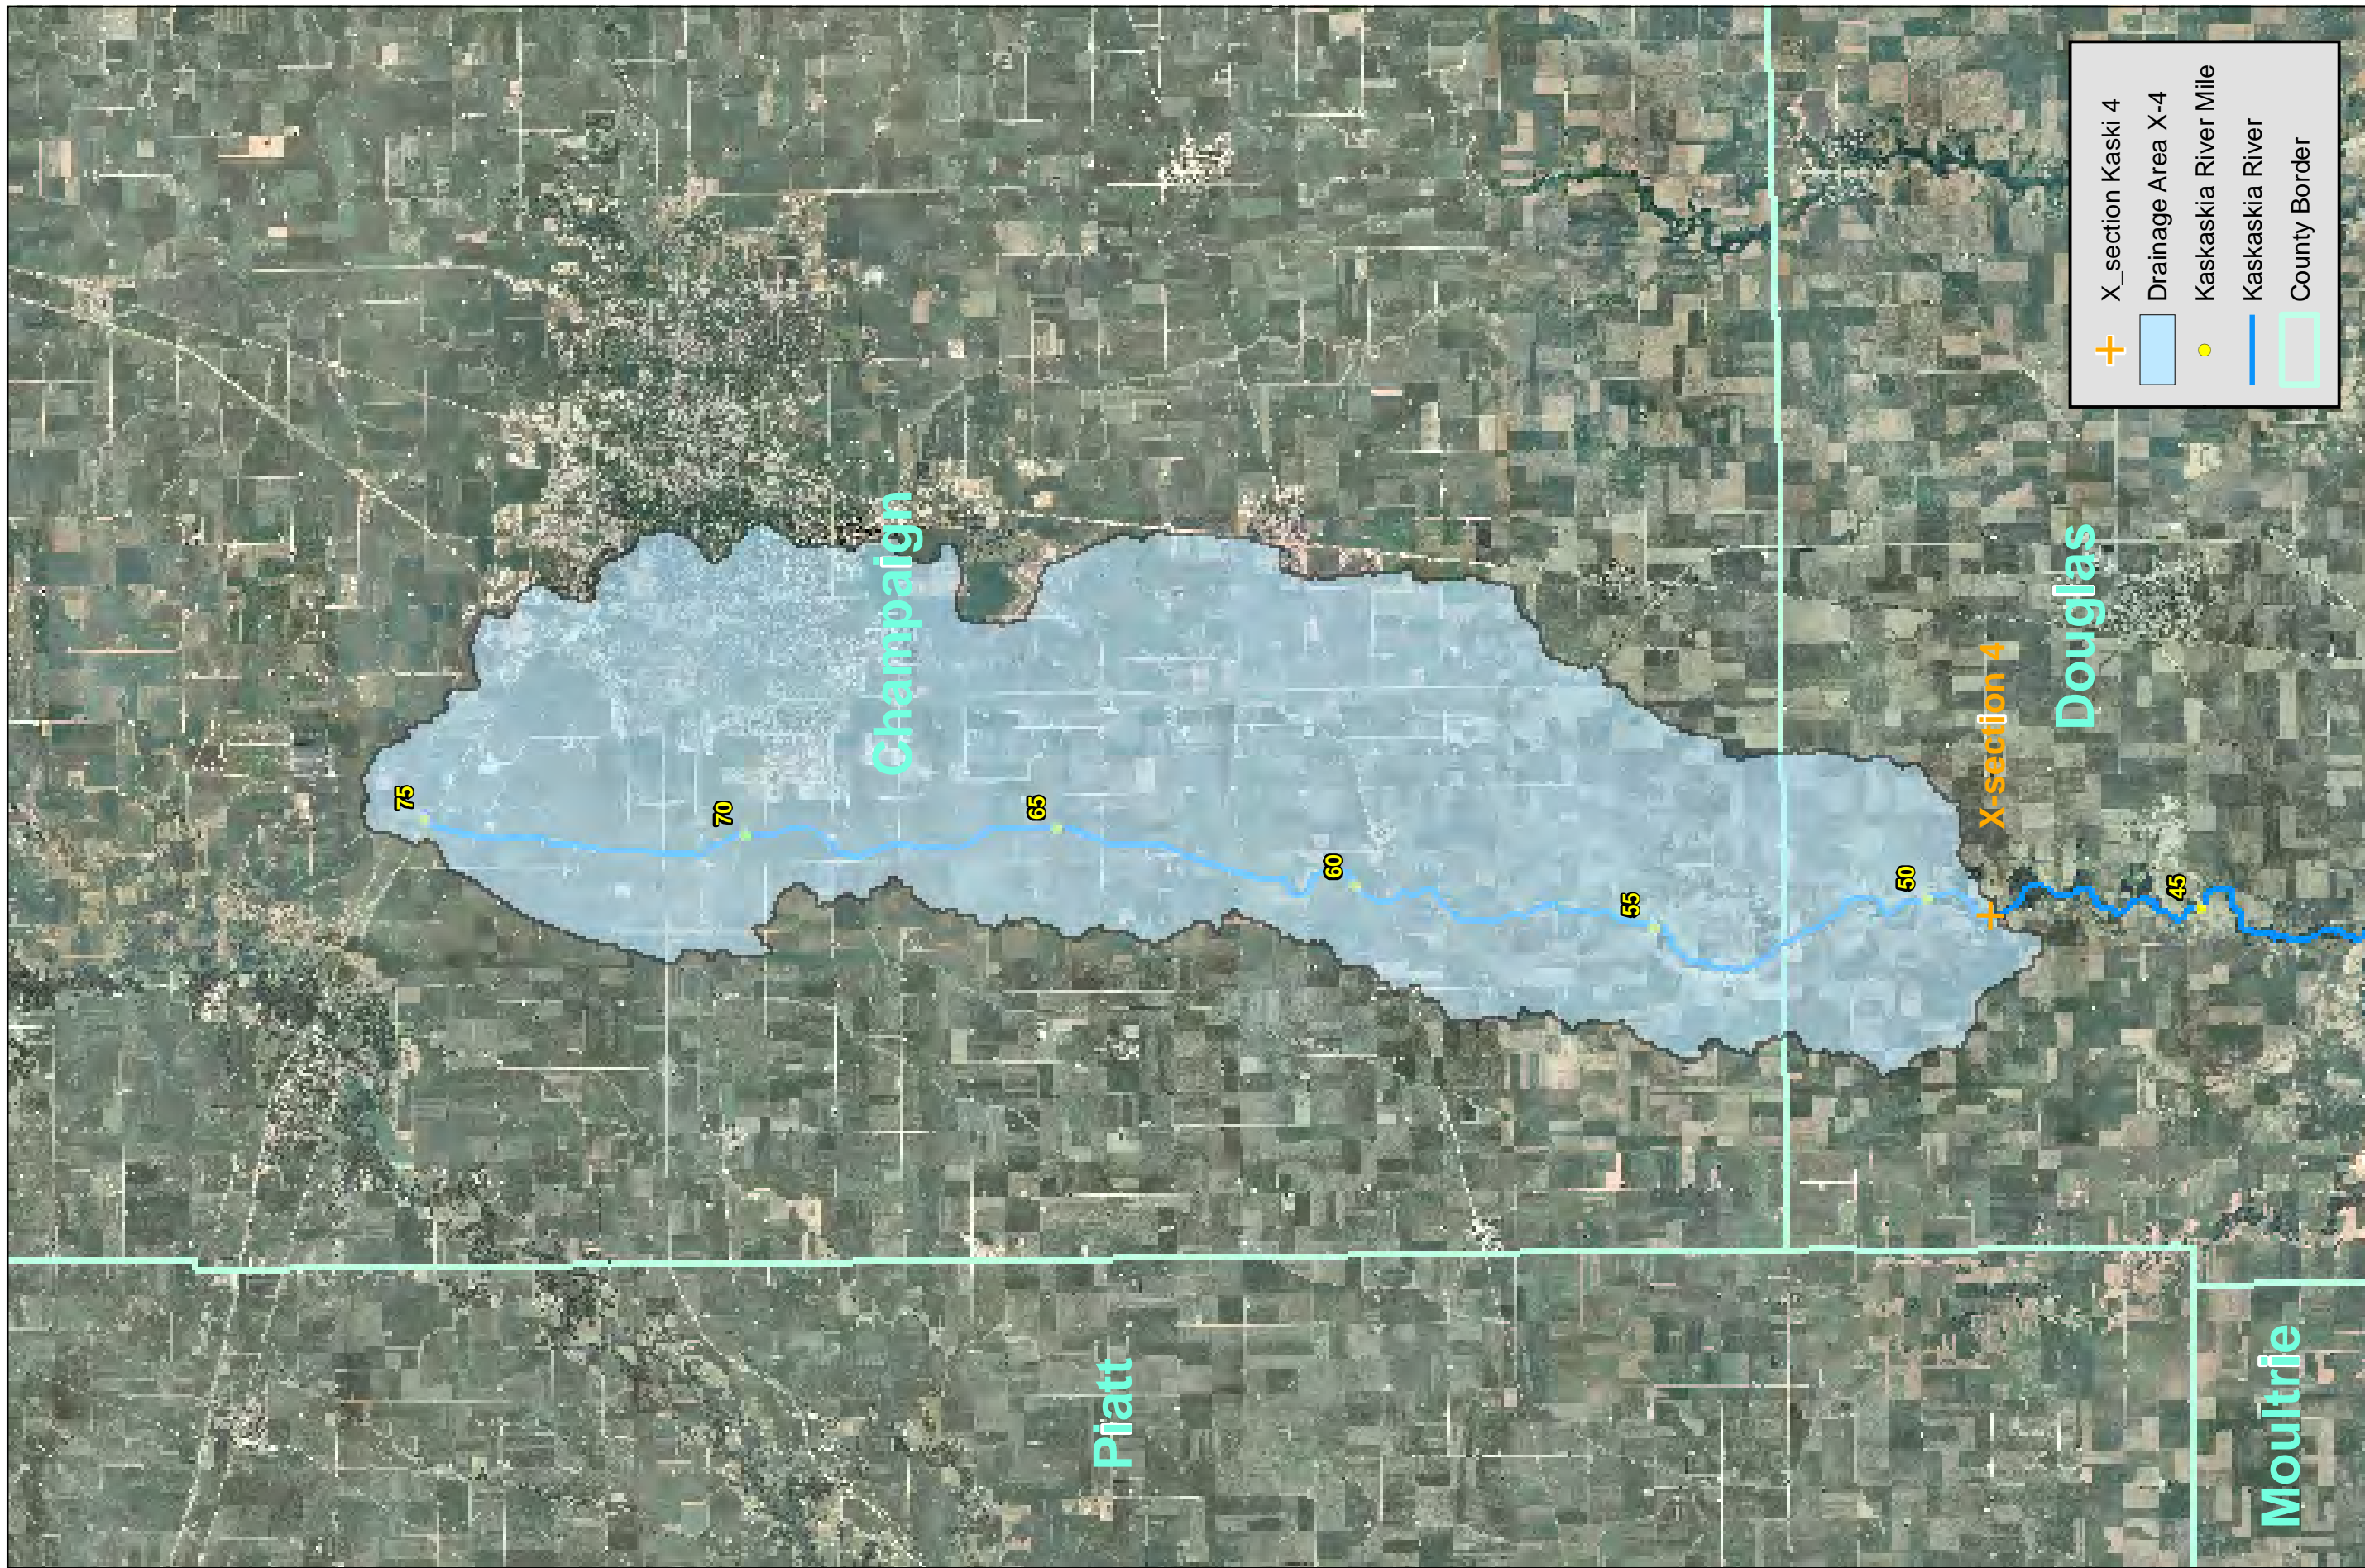 75
70
Champaign
65
60
Piatt
55
50
X-section 4
Douglas
45
Moultrie
X_section Kaski 4
Drainage Area X-4
Kaskaskia River Mile
Kaskaskia River
County Border